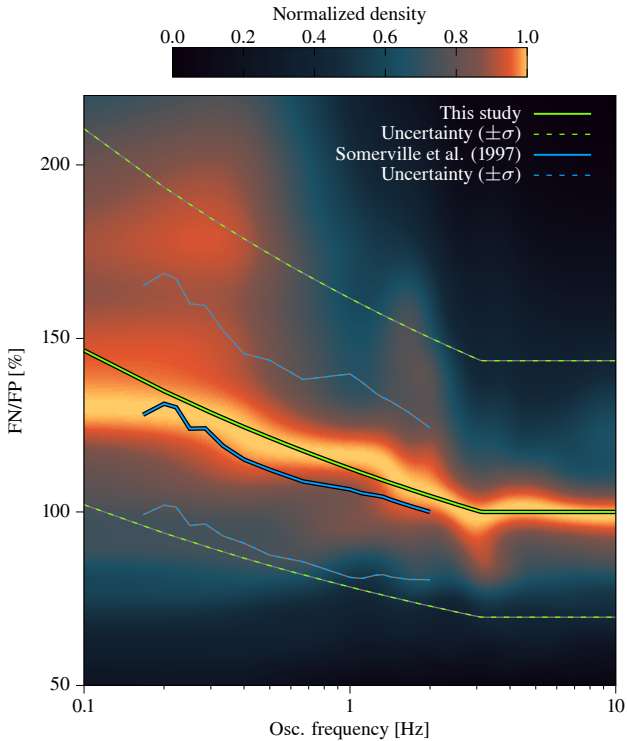 Normalized density
0.0 0.2 0.4 0.6 0.8 1.0
This study
Uncertainty (±σ)
Somerville et al. (1997)
Uncertainty (±σ)
200
150
100
50
FN/FP [%]
0.1 1 10
Osc. frequency [Hz]